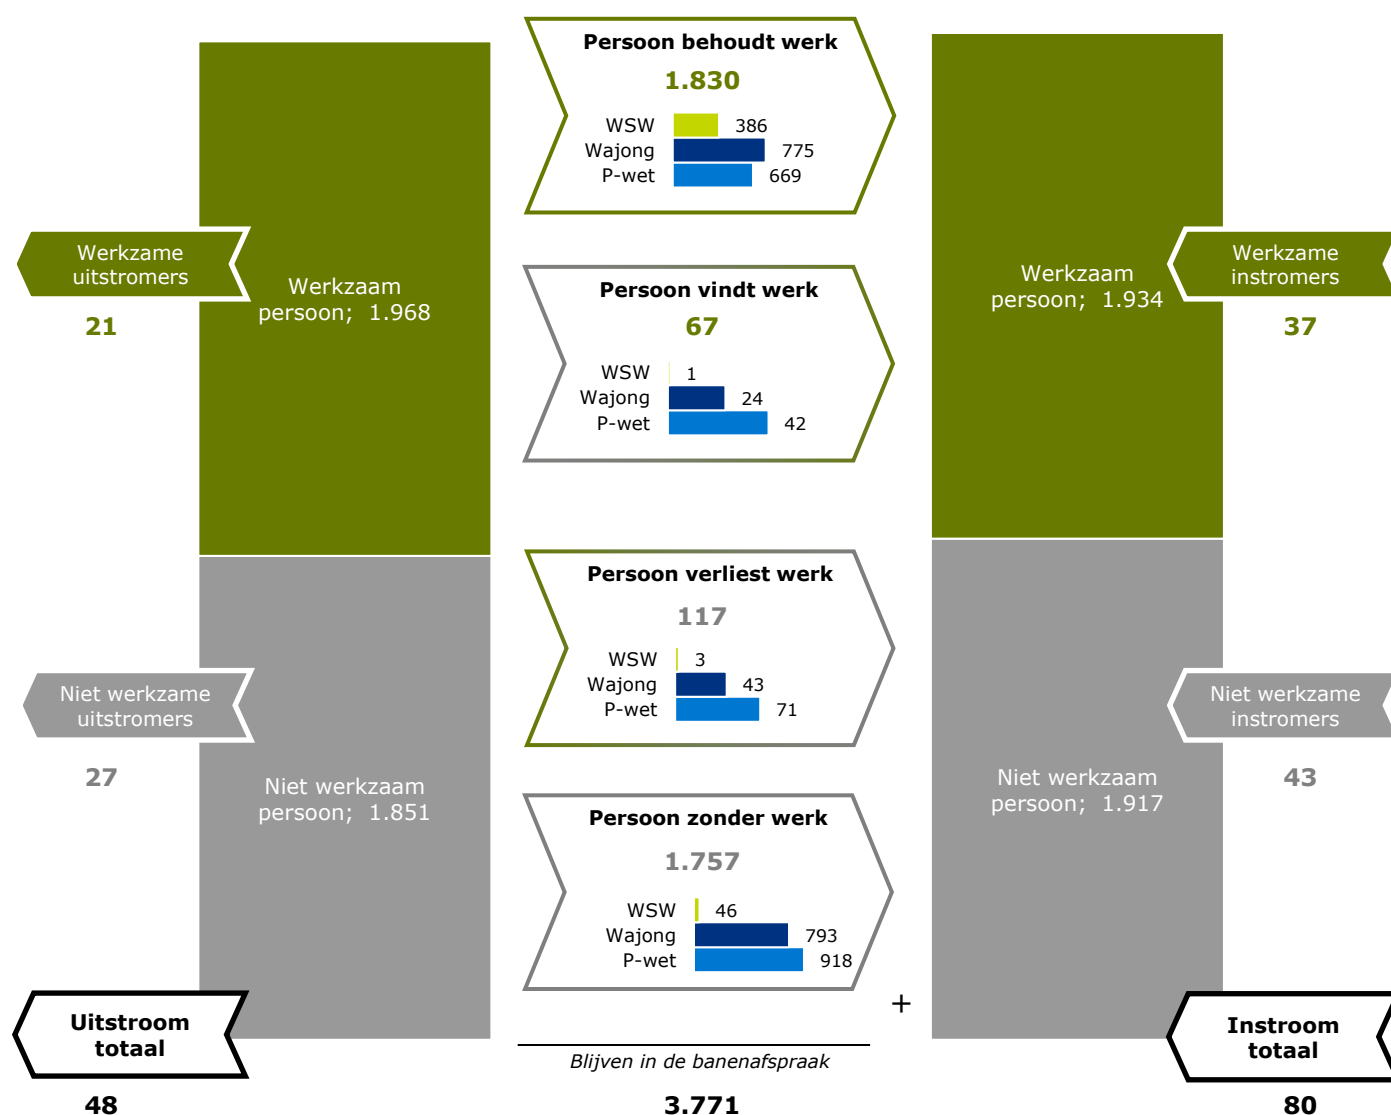 Werkzame
uitstromers
21
Werkzaam
persoon; 1.968
Niet werkzame
uitstromers
27
Niet werkzaam
persoon; 1.851
Uitstroom
totaal
48
Persoon behoudt werk
1.830
WSW 386
Wajong 775
P-wet 669
Persoon vindt werk
67
WSW 1
Wajong 24
P-wet 42
Persoon verliest werk
117
WSW 3
Wajong 43
P-wet 71
Persoon zonder werk
1.757
WSW 46
Wajong 793
P-wet 918
+
Blijven in de banenafspraak
3.771
Werkzaam
persoon; 1.934
Werkzame
instromers
37
Niet werkzaam
persoon; 1.917
Niet werkzame
instromers
43
Instroom
totaal
80